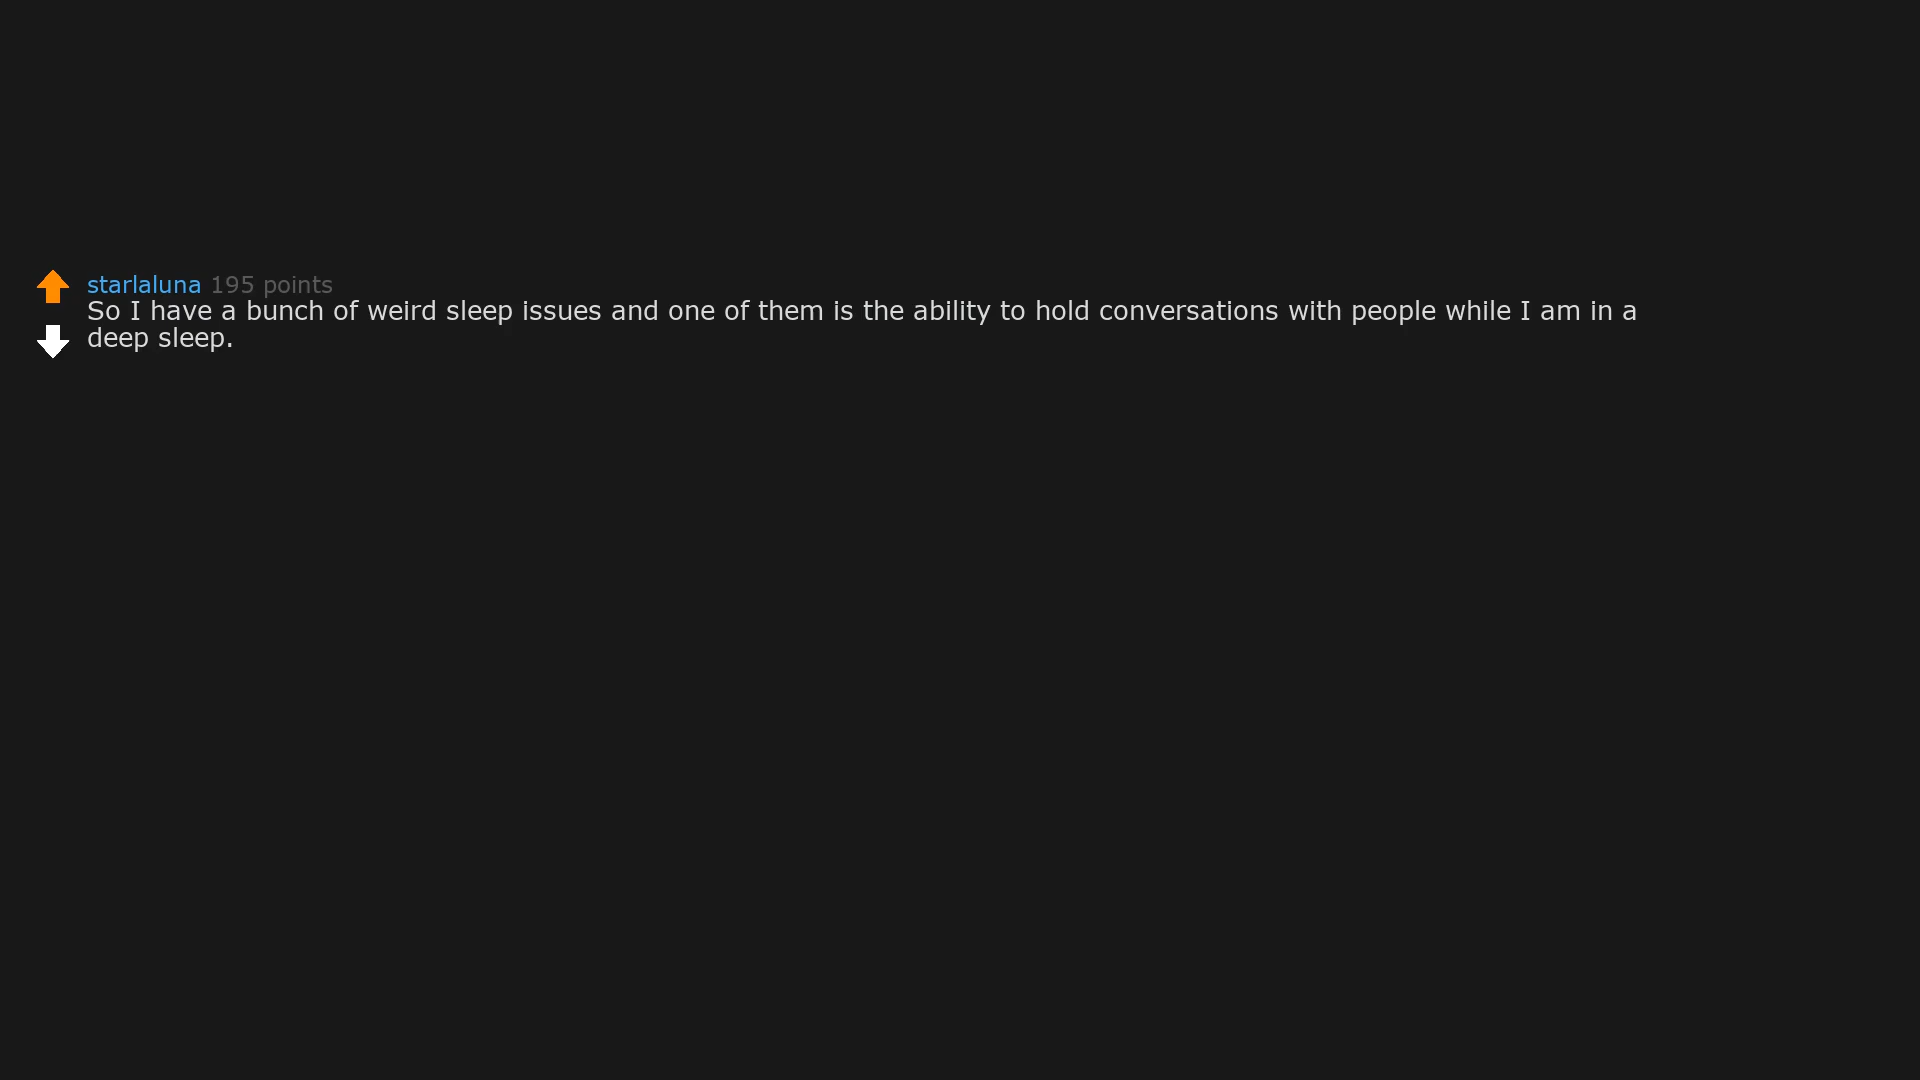 starlaluna 195 points
So I have a bunch of weird sleep issues and one of them is the ability to hold conversations with people while I am in a
deep sleep.